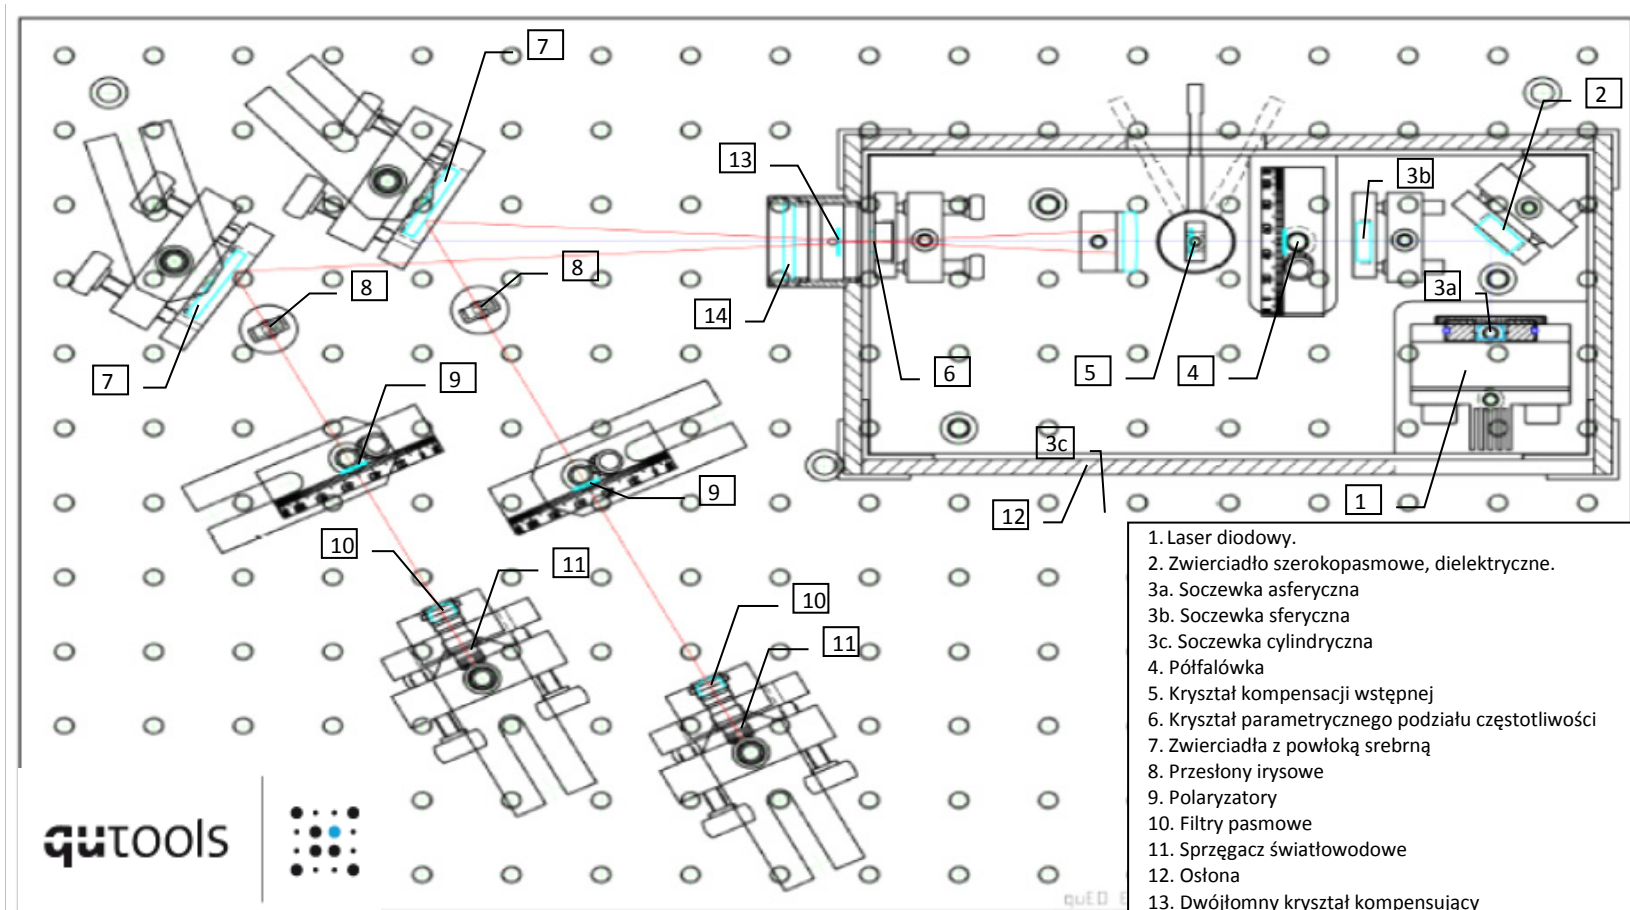 7
2
13
3b
8
8
3a
14
7
6
5
4
9
3c
9
12
1
10
11
10
11
1. Laser diodowy.
2. Zwierciadło szerokopasmowe, dielektryczne.
3a. Soczewka asferyczna
3b. Soczewka sferyczna
3c. Soczewka cylindryczna
4. Półfalówka
5. Kryształ kompensacji wstępnej
6. Kryształ parametrycznego podziału częstotliwości
7. Zwierciadła z powłoką srebrną
8. Przesłony irysowe
9. Polaryzatory
10. Filtry pasmowe
11. Sprzęgacz światłowodowe
12. Osłona
13. Dwójłomny kryształ kompensujący
qutools
quED